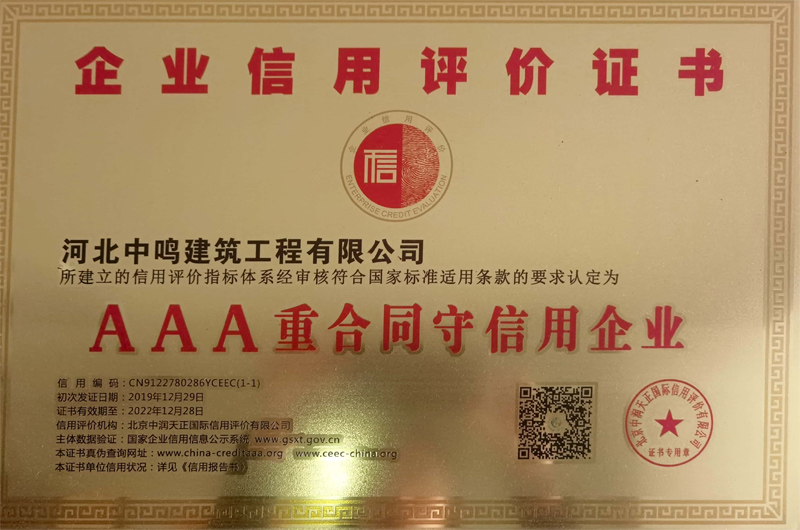 企业信用评价证书
企业信用评价
信
ENTERPRISE CREDIT EVALUATION
河北中鸣建筑工程有限公司
所建立的信用评价指标体系经审核符合国家标准适用条款的要求认定为
AAA重合同守信用企业
信用编码：CN9122780286YCEEC(1-1)
初次发证日期：2019年12月29日
证书有效期至：2022年12月28日
信用评价机构：北京中润天正国际信用评价有限公司
主体数据验证：国家企业信用信息公示系统 www.gsxt.gov.cn
本证书真伪查询网址：www.china-creditaaa.org www.ceec-china.org
本证书单位信用状况：详见《信用报告书》
北京中润天正国际信用评价有限公司
证书专用章